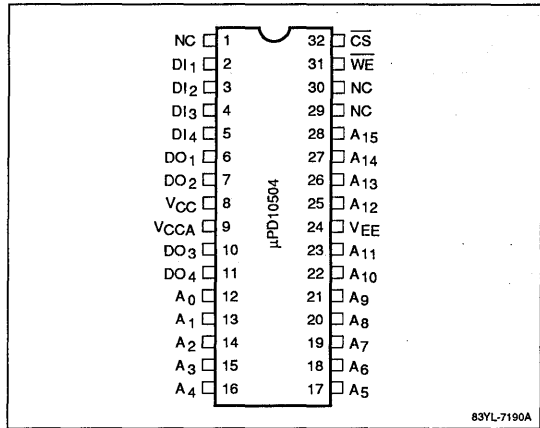 NC 1 32 C̅S̅
DI₁ 2 31 W̅E̅
DI₂ 3 30 NC
DI₃ 4 29 NC
DI₄ 5 28 A₁₅
DO₁ 6 27 A₁₄
DO₂ 7 26 A₁₃
VCC 8 25 A₁₂
VCCA 9 24 VEE
DO₃ 10 23 A₁₁
DO₄ 11 22 A₁₀
A₀ 12 21 A₉
A₁ 13 20 A₈
A₂ 14 19 A₇
A₃ 15 18 A₆
A₄ 16 17 A₅
μPD10504
83YL-7190A